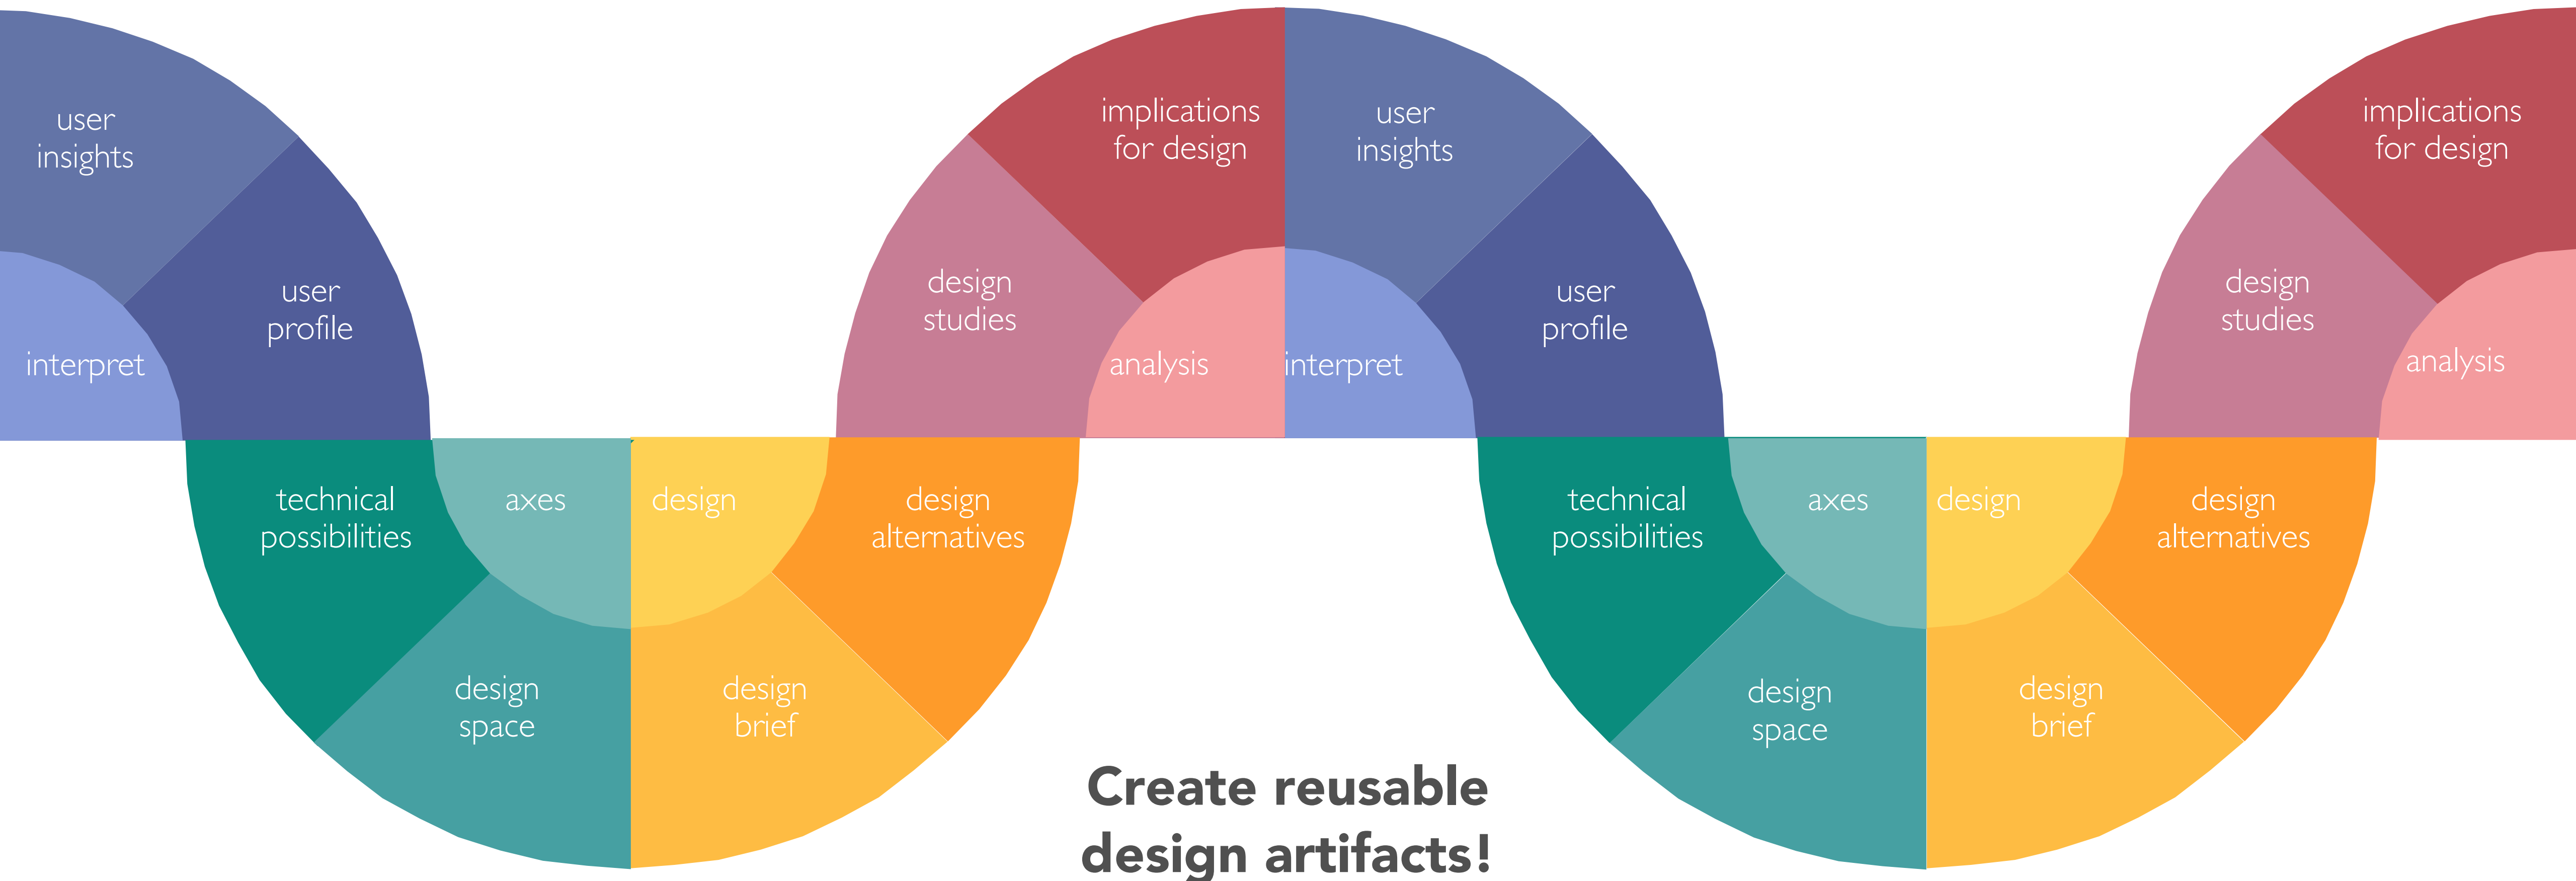 user
insights
user
profile
interpret
technical
possibilities
axes
design
space
design
design
brief
design
alternatives
design
studies
implications
for design
analysis
user
insights
interpret
user
profile
technical
possibilities
axes
design
space
design
design
brief
design
alternatives
design
studies
implications
for design
analysis
Create reusable
design artifacts!